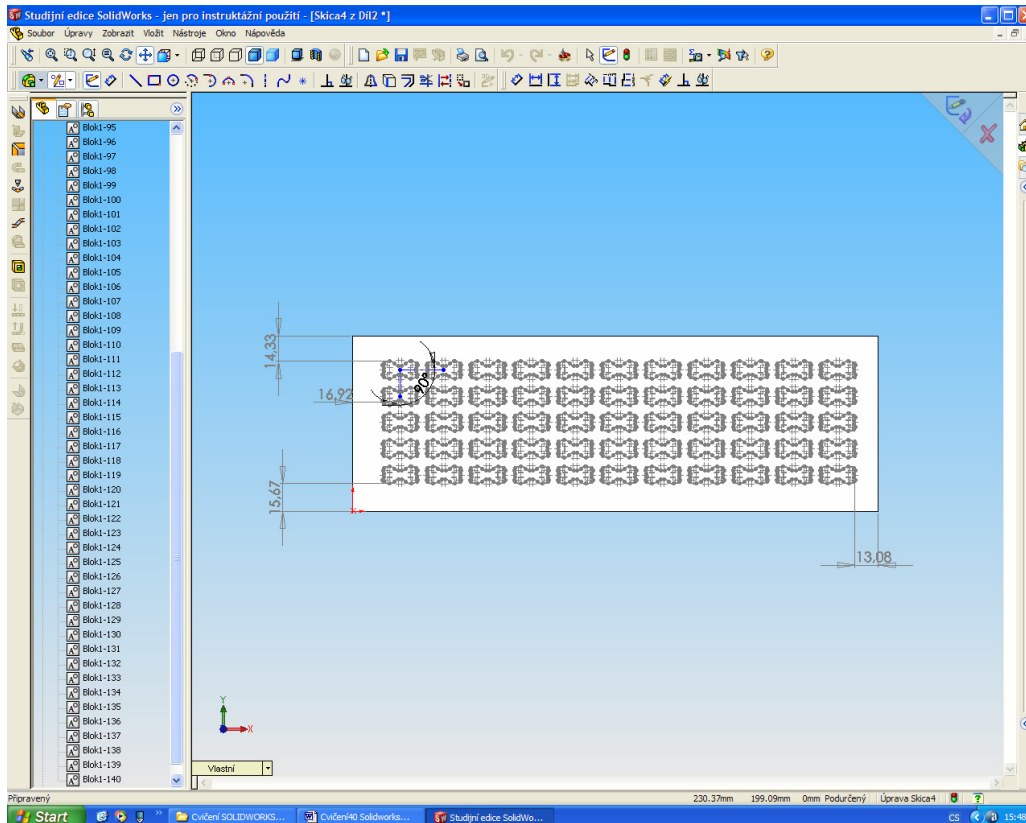 Studijní edice SolidWorks - jen pro instruktážní použití - [Skica4 z Díl2 *]
Soubor Úpravy Zobrazit Vložit Nástroje Okno Nápověda
Blok1-95
Blok1-96
Blok1-97
Blok1-98
Blok1-99
Blok1-100
Blok1-101
Blok1-102
Blok1-103
Blok1-104
Blok1-105
Blok1-106
Blok1-107
Blok1-108
Blok1-109
Blok1-110
Blok1-111
Blok1-112
Blok1-113
Blok1-114
Blok1-115
Blok1-116
Blok1-117
Blok1-118
Blok1-119
Blok1-120
Blok1-121
Blok1-122
Blok1-123
Blok1-124
Blok1-125
Blok1-126
Blok1-127
Blok1-128
Blok1-129
Blok1-130
Blok1-131
Blok1-132
Blok1-133
Blok1-134
Blok1-135
Blok1-136
Blok1-137
Blok1-138
Blok1-139
Blok1-140
14,33
90°
16,92
15,67
13,08
Y
X
Vlastní
Připravený 230.37mm 199.09mm 0mm Podurčený Úprava Skica4
Start Cvičení SOLIDWORKS... Cvičení40 Solidworks... Studijní edice SolidWo... CS 15:48